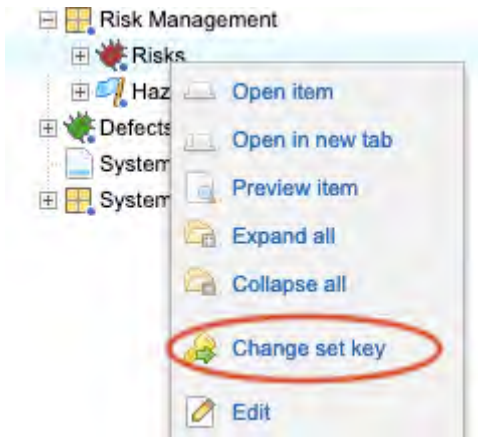 Risk Management
Risks
Haz
Defects
System
System
Open item
Open in new tab
Preview item
Expand all
Collapse all
Change set key
Edit